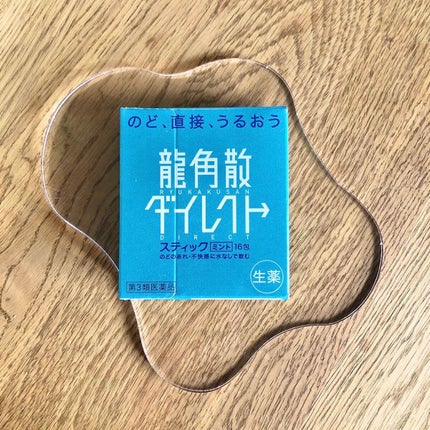 のど、直接、うるおう
龍角散
RYUKAKUSAN
ダイレクト
DIRECT
スティック ミント 16包
のどのあれ・不快感に水なしで飲む
生薬
第3類医薬品